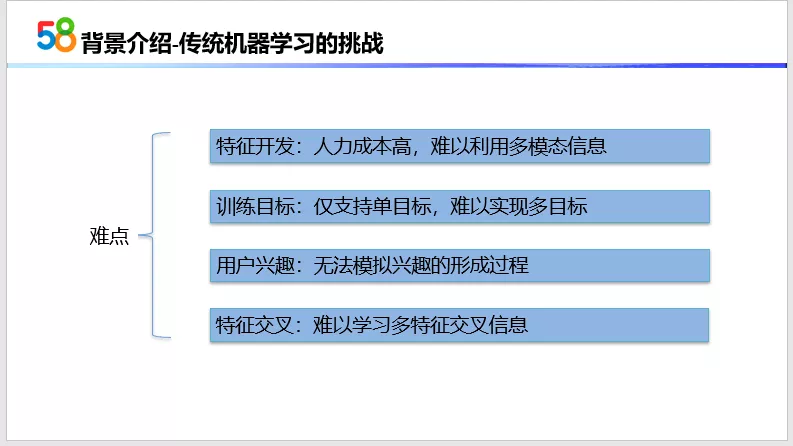 58 背景介绍-传统机器学习的挑战
特征开发：人力成本高，难以利用多模态信息
训练目标：仅支持单目标，难以实现多目标
难点
用户兴趣：无法模拟兴趣的形成过程
特征交叉：难以学习多特征交叉信息